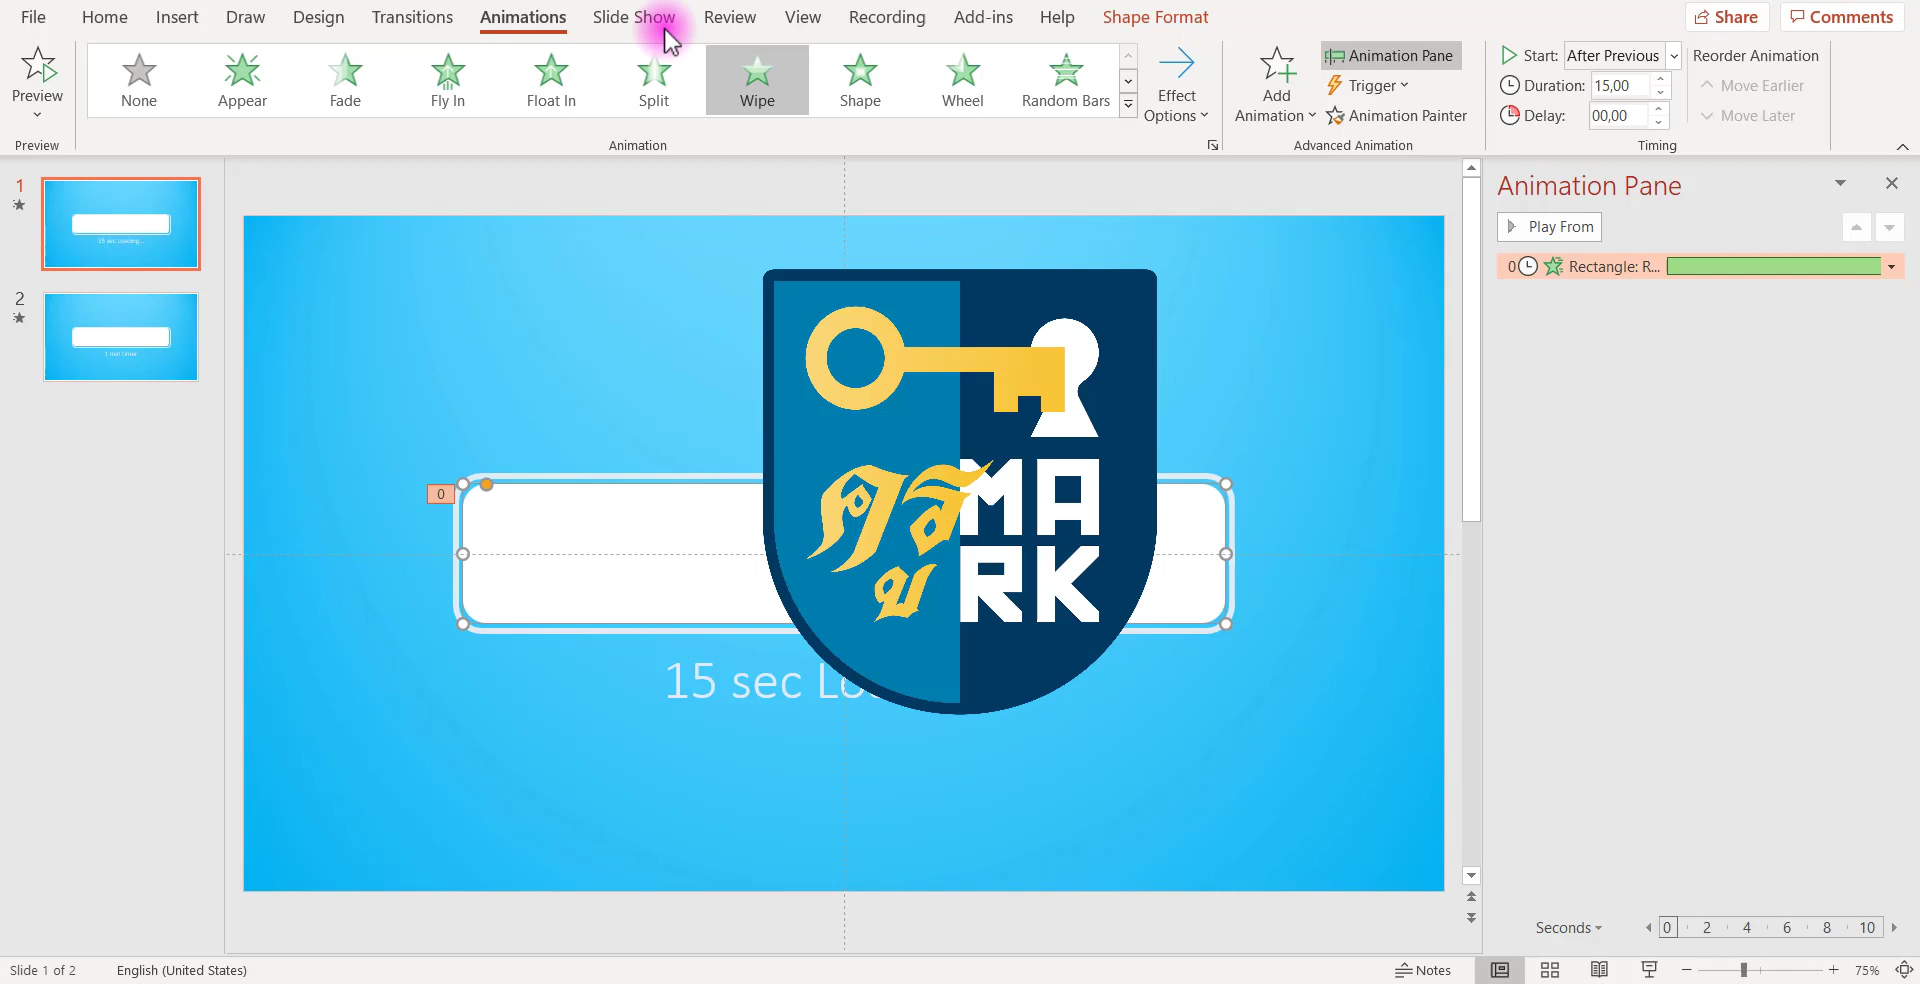 File Home Insert Draw Design Transitions Animations Slide Show Review View Recording Add-ins Help Shape Format Share Comments
Preview
None Appear Fade Fly In Float In Split Wipe Shape Wheel Random Bars
Effect Options
Add Animation
Animation Pane
Trigger
Animation Painter
Start: After Previous
Duration: 15,00
Delay: 00,00
Reorder Animation
Move Earlier
Move Later
Preview Animation Advanced Animation Timing
1
15 sec Loading...
2
Animation Pane
Play From
0 Rectangle: R...
0
MA
RK
15 sec Lo
Seconds 0 2 4 6 8 10
Slide 1 of 2 English (United States) Notes 75%